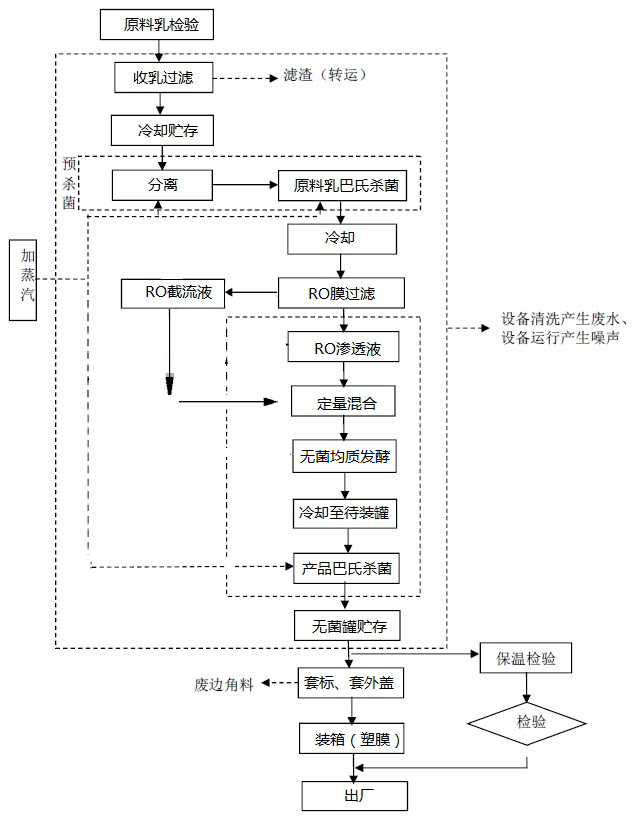 原料乳检验
收乳过滤
滤渣（转运）
冷却贮存
预杀菌
分离
原料乳巴氏杀菌
冷却
加蒸汽
RO截流液
RO膜过滤
设备清洗产生废水、
设备运行产生噪声
RO渗透液
定量混合
无菌均质发酵
冷却至待装罐
产品巴氏杀菌
无菌罐贮存
保温检验
废边角料
套标、套外盖
检验
装箱（塑膜）
出厂